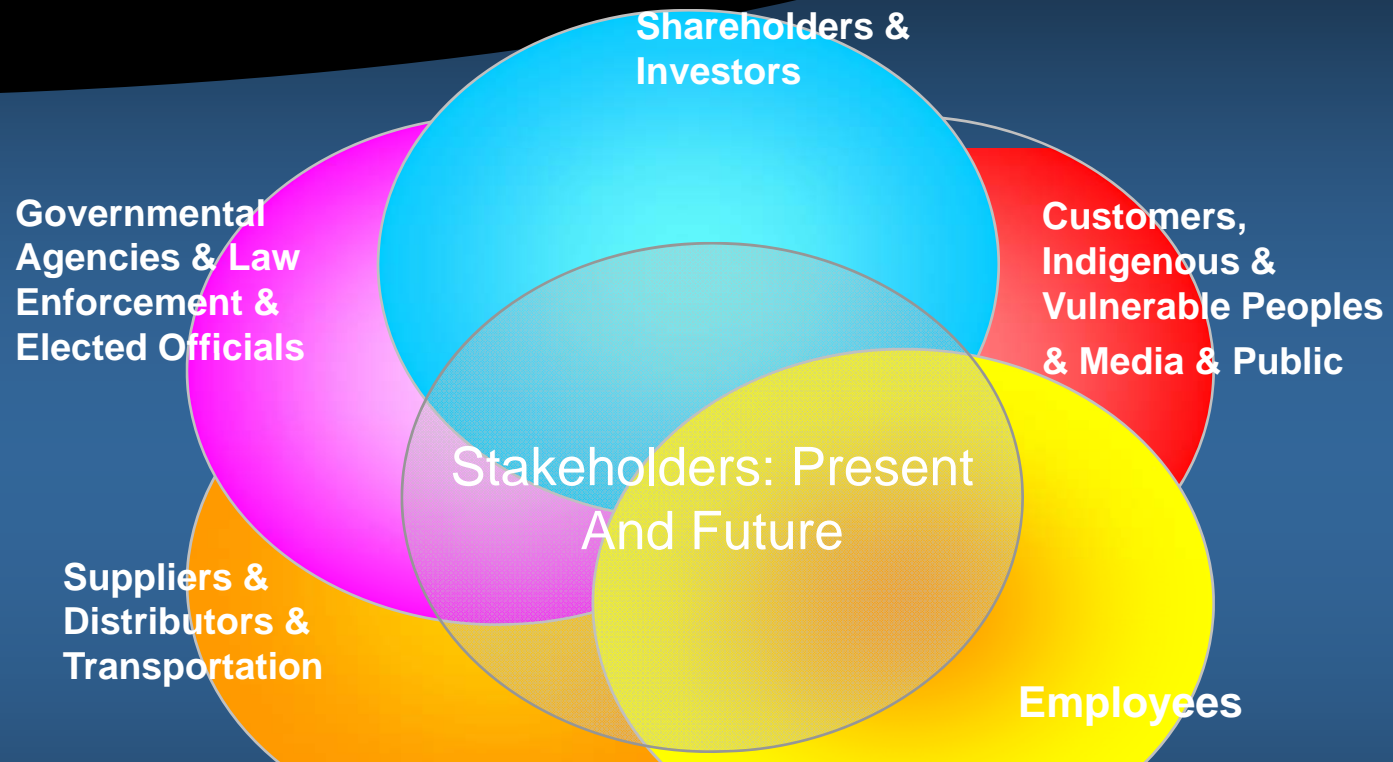 Shareholders &
Investors
Governmental
Agencies & Law
Enforcement &
Elected Officials
Customers,
Indigenous &
Vulnerable Peoples
& Media & Public
Stakeholders: Present
And Future
Suppliers &
Distributors &
Transportation
Employees